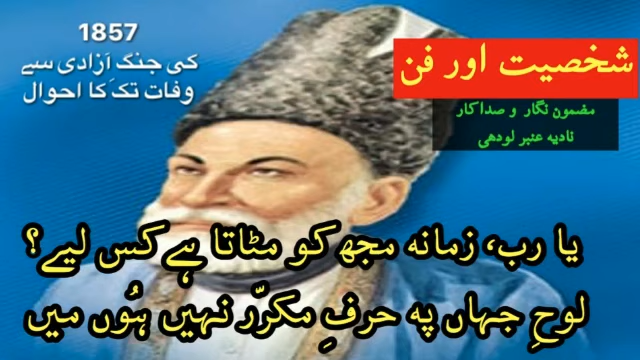 1857
کی جنگ آزادی سے
وفات تک کا احوال
شخصیت اور فن
مضمون نگار و صداکار
نادیہ عنبر لودھی
یا رب، زمانہ مجھ کو مٹاتا ہے کس لیے؟
لوحِ جہاں پہ حرفِ مکرّر نہیں ہُوں میں